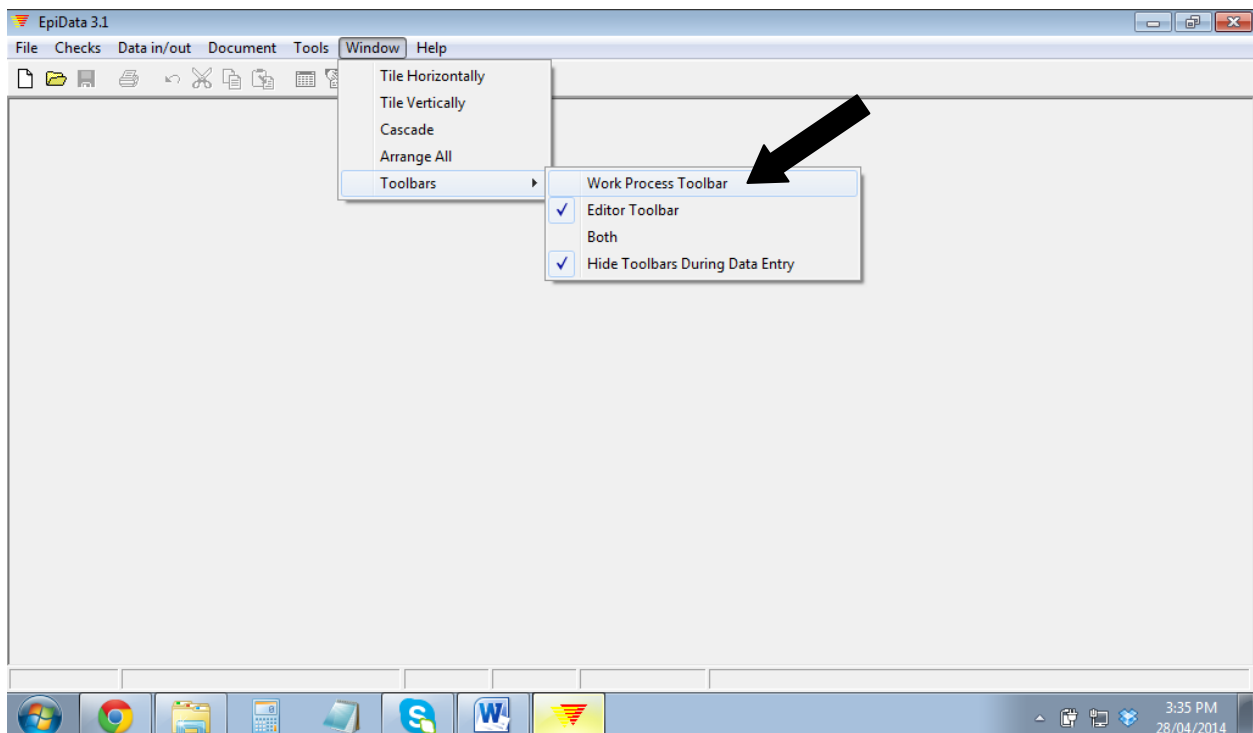 EpiData 3.1
File Checks Data in/out Document Tools Window Help
Tile Horizontally
Tile Vertically
Cascade
Arrange All
Toolbars
Work Process Toolbar
Editor Toolbar
Both
Hide Toolbars During Data Entry
3:35 PM
28/04/2014